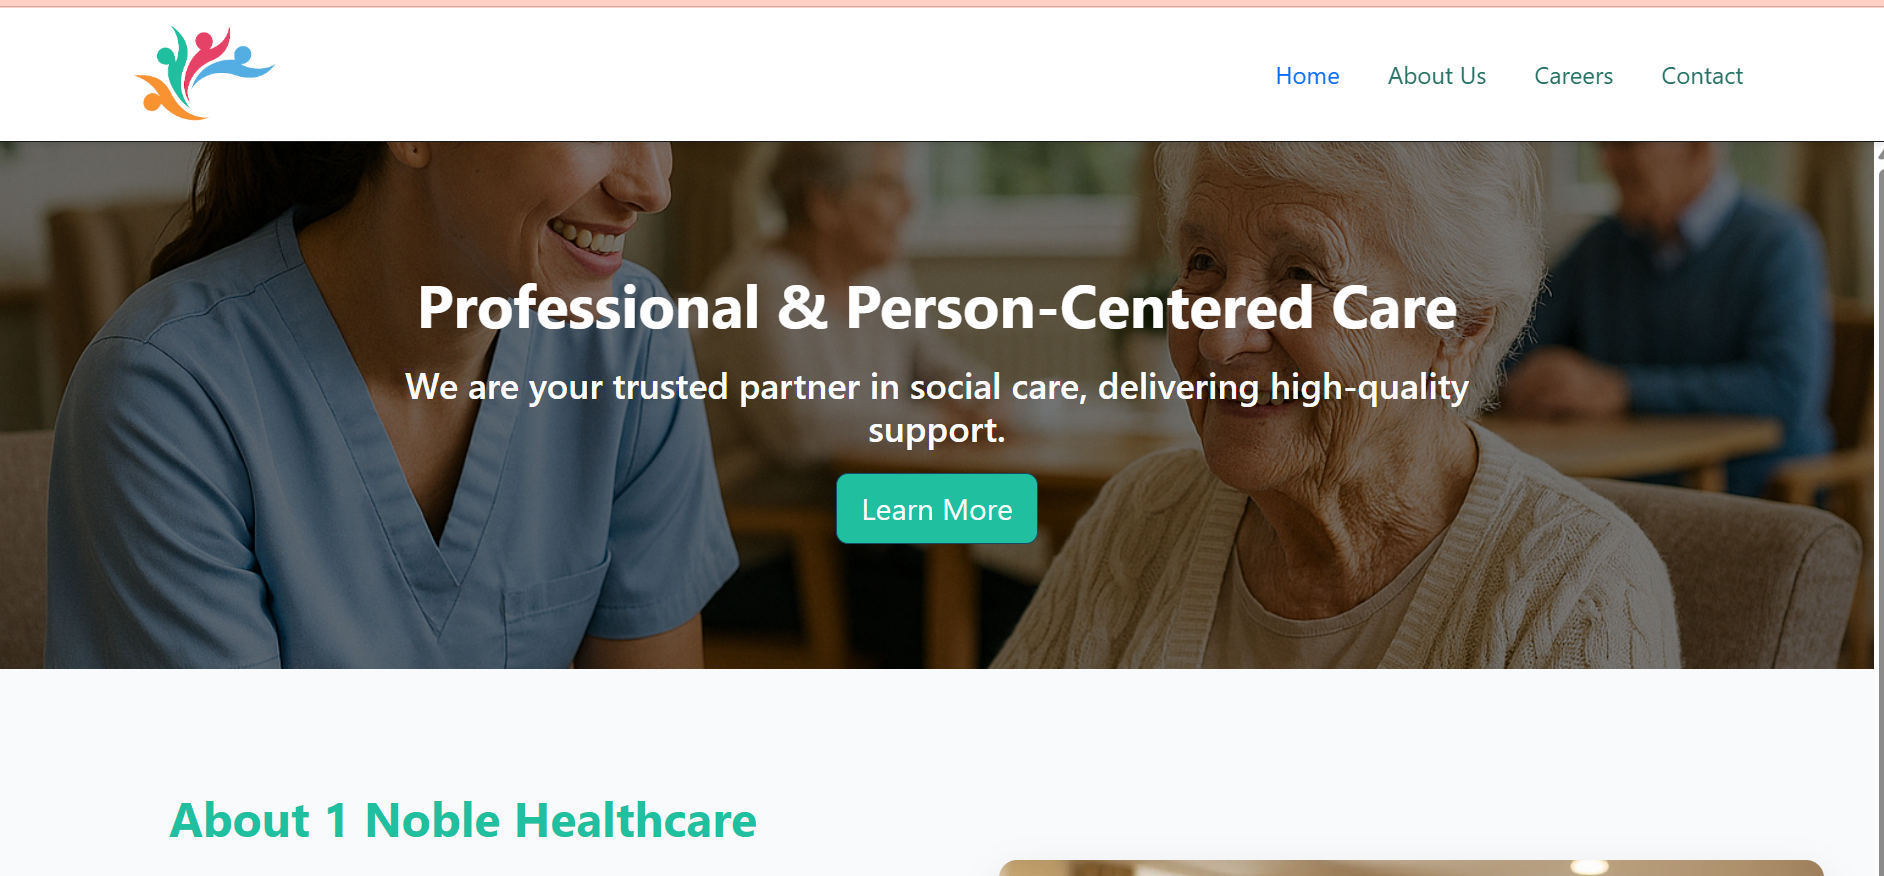 Home About Us Careers Contact
Professional & Person-Centered Care
We are your trusted partner in social care, delivering high-quality
support.
Learn More
About 1 Noble Healthcare